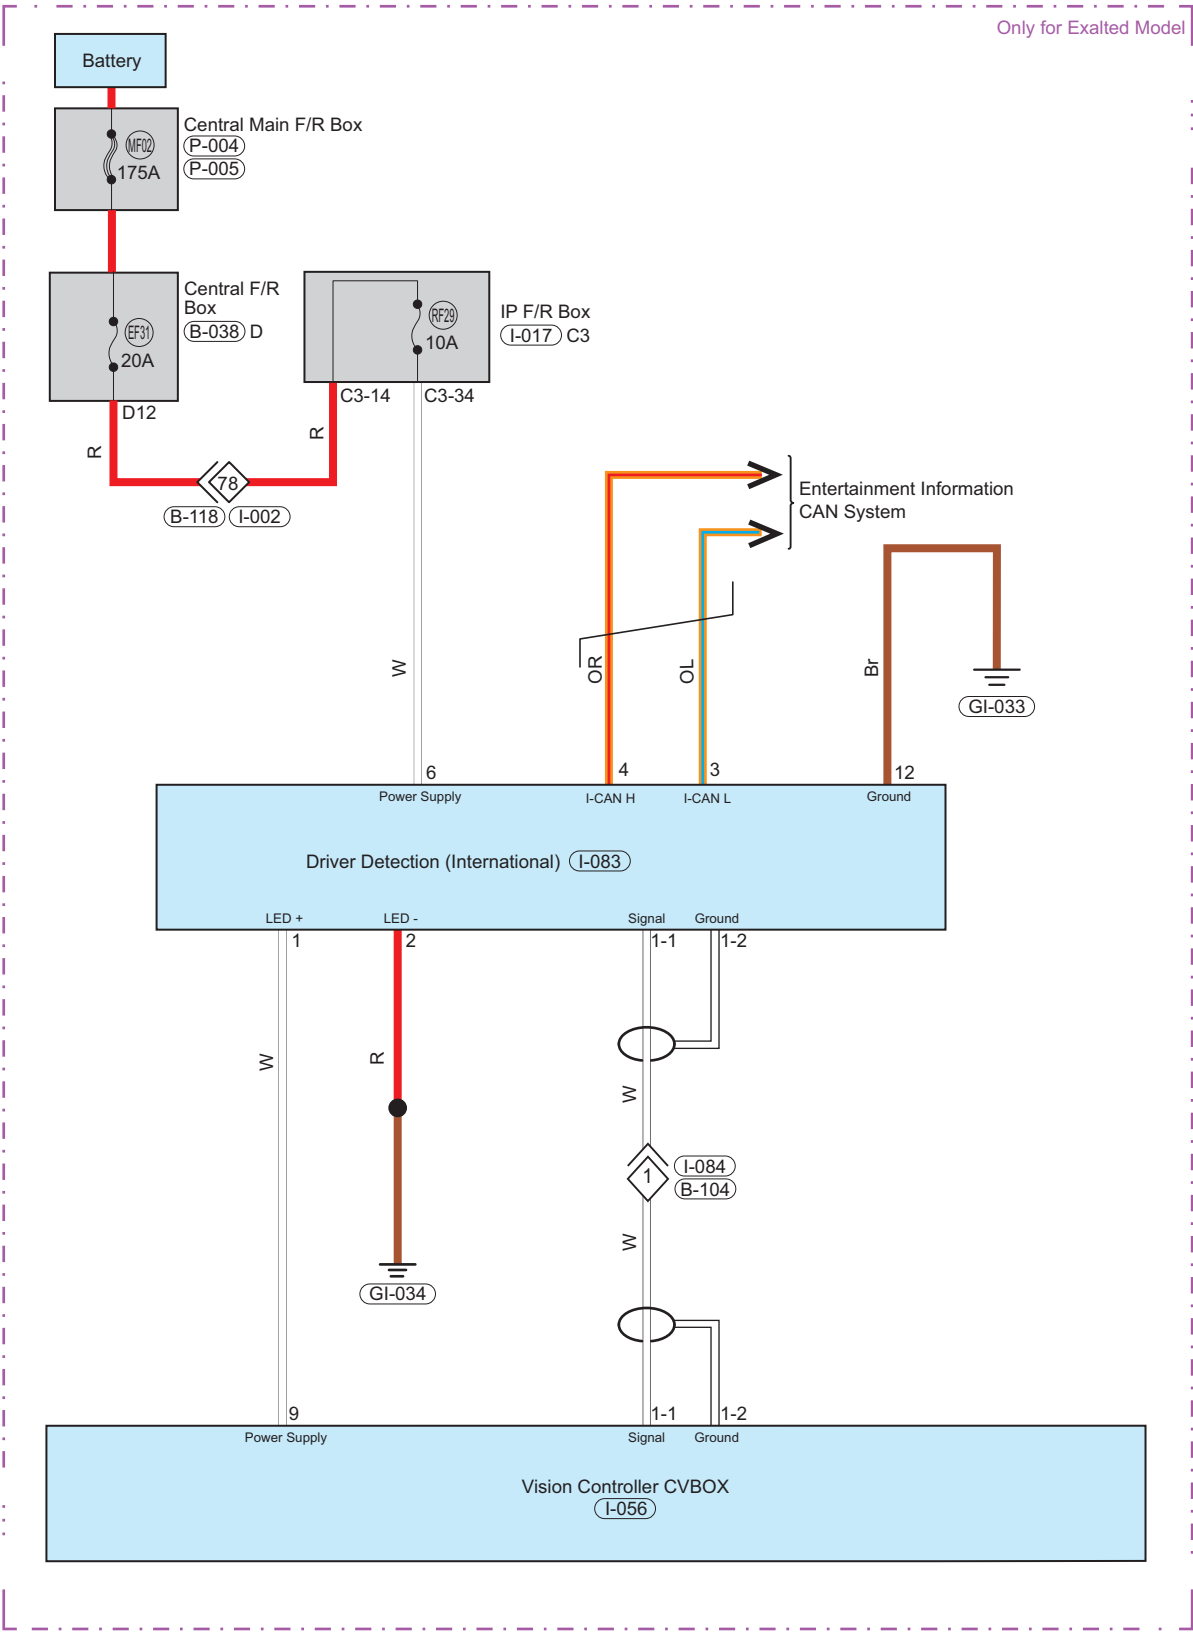 Only for Exalted Model
Battery
Central Main F/R Box
P-004
P-005
MF02
175A
Central F/R
Box
B-038 D
EF31
20A
D12
IP F/R Box
I-017 C3
RF29
10A
C3-14
C3-34
R
R
78
B-118 I-002
Entertainment Information
CAN System
W
OR
OL
Br
GI-033
6
4
3
12
Power Supply
I-CAN H
I-CAN L
Ground
Driver Detection (International) I-083
LED +
LED -
Signal
Ground
1
2
1-1
1-2
W
R
W
1
I-084
B-104
W
GI-034
9
1-1
1-2
Power Supply
Signal
Ground
Vision Controller CVBOX
I-056